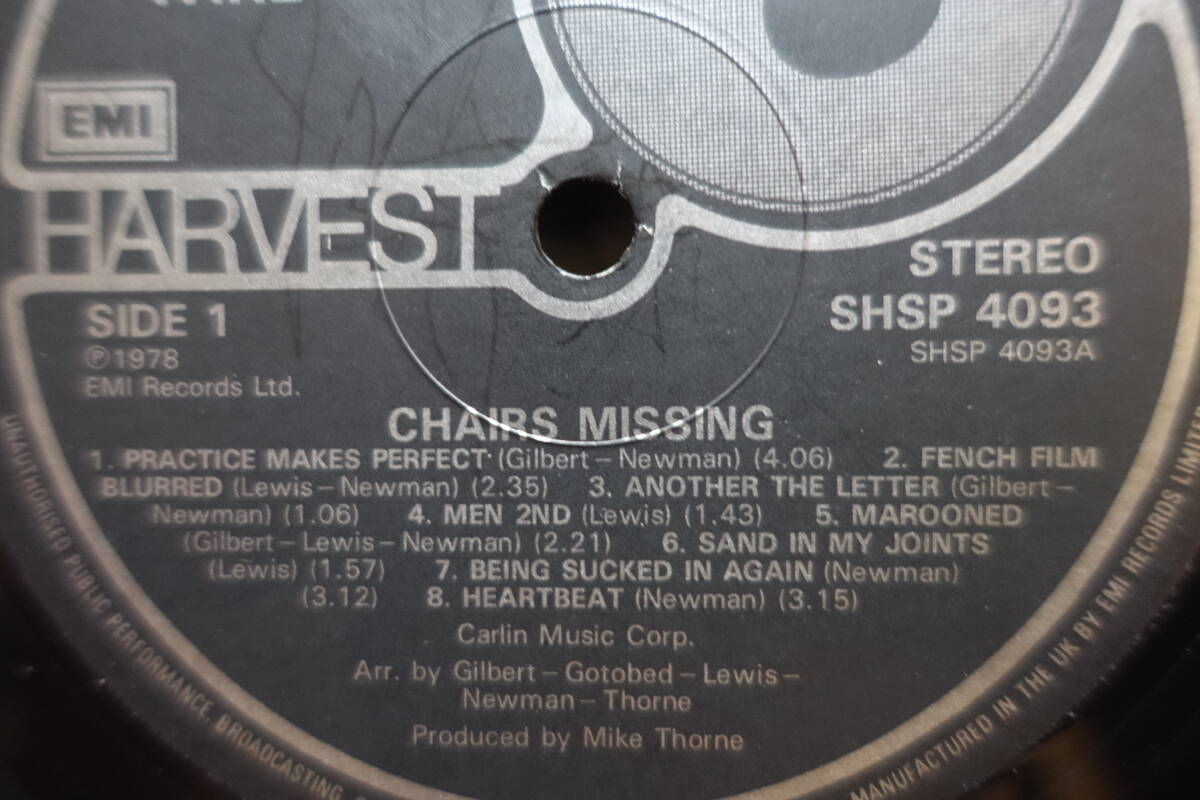 EMI
HARVEST
STEREO
SHSP 4093
SHSP 4093A
SIDE 1
℗1978
EMI Records Ltd.
CHAIRS MISSING
1. PRACTICE MAKES PERFECT (Gilbert – Newman) (4.06) 2. FENCH FILM
BLURRED (Lewis – Newman) (2.35) 3. ANOTHER THE LETTER (Gilbert –
Newman) (1.06) 4. MEN 2ND (Lewis) (1.43) 5. MAROONED
(Gilbert – Lewis – Newman) (2.21) 6. SAND IN MY JOINTS
(Lewis) (1.57) 7. BEING SUCKED IN AGAIN (Newman)
(3.12) 8. HEARTBEAT (Newman) (3.15)
Carlin Music Corp.
Arr. by Gilbert – Gotobed – Lewis –
Newman – Thorne
Produced by Mike Thorne
UNAUTHORISED PUBLIC PERFORMANCE, BROADCASTING
MANUFACTURED IN THE UK BY EMI RECORDS LIMITED